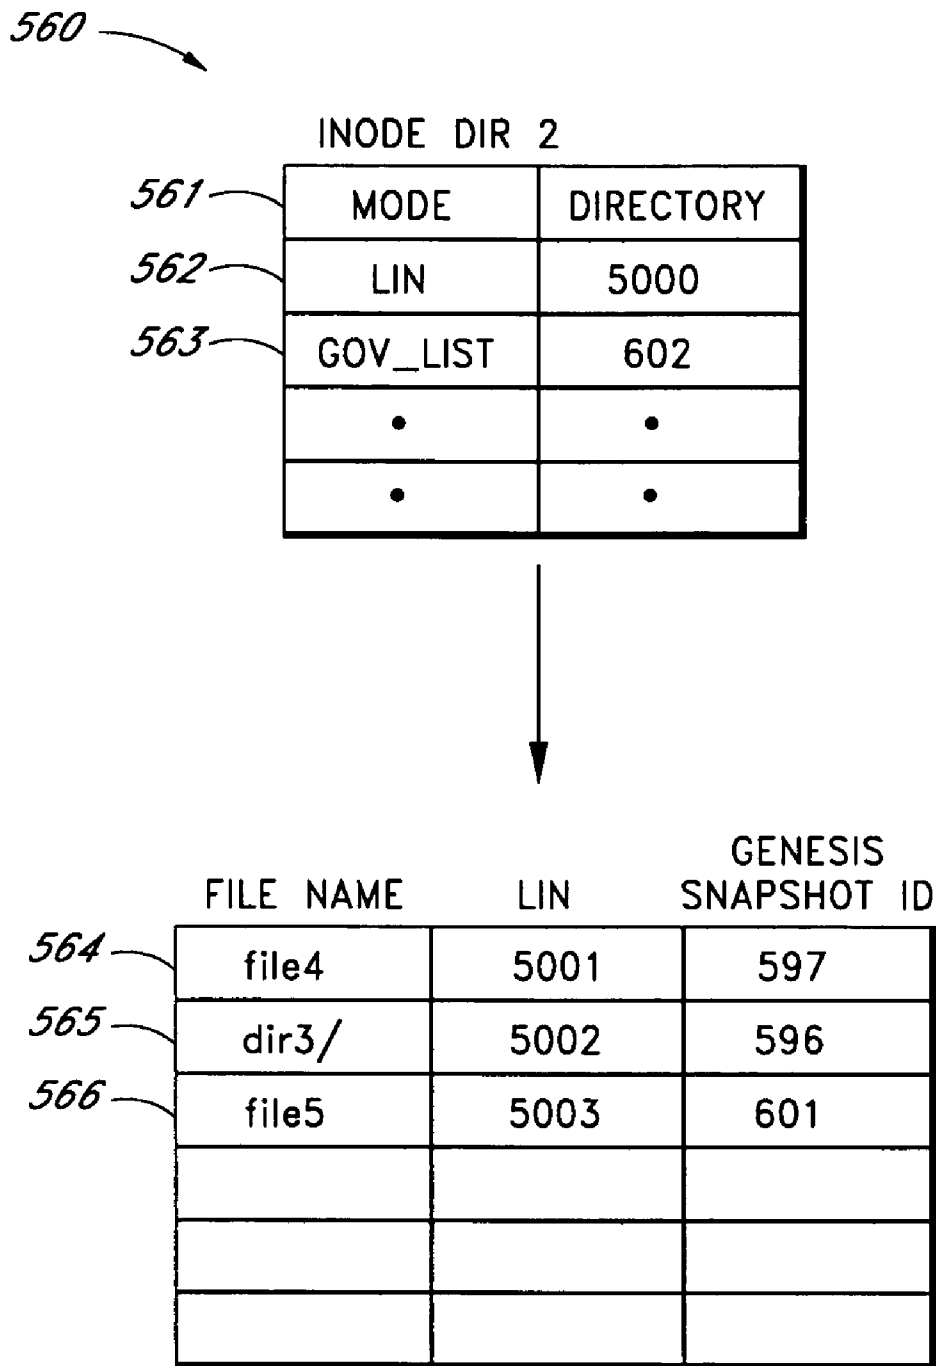 560
INODE DIR 2
561 MODE DIRECTORY
562 LIN 5000
563 GOV_LIST 602
• •
• •
GENESIS
FILE NAME LIN SNAPSHOT ID
564 file4 5001 597
565 dir3/ 5002 596
566 file5 5003 601